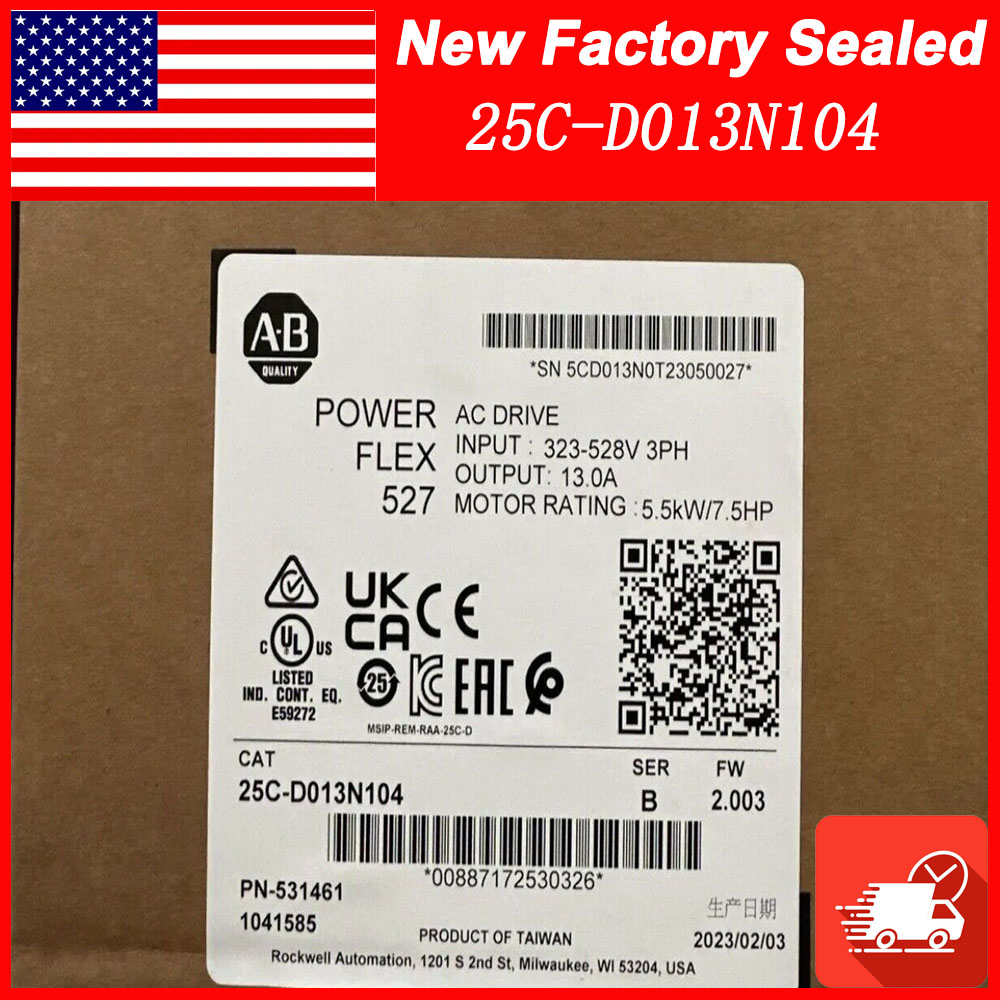 New Factory Sealed
25C-D013N104
A·B
QUALITY
*SN 5CD013N0T23050027*
POWER
FLEX
527
AC DRIVE
INPUT : 323-528V 3PH
OUTPUT: 13.0A
MOTOR RATING : 5.5kW/7.5HP
UK
CA
CE
C UL US
LISTED
IND. CONT. EQ.
E59272
25
KC
EAC
MSIP-REM-RAA-25C-D
CAT
25C-D013N104
SER
B
FW
2.003
*00887172530326*
PN-531461
1041585
生产日期
2023/02/03
PRODUCT OF TAIWAN
Rockwell Automation, 1201 S 2nd St, Milwaukee, WI 53204, USA